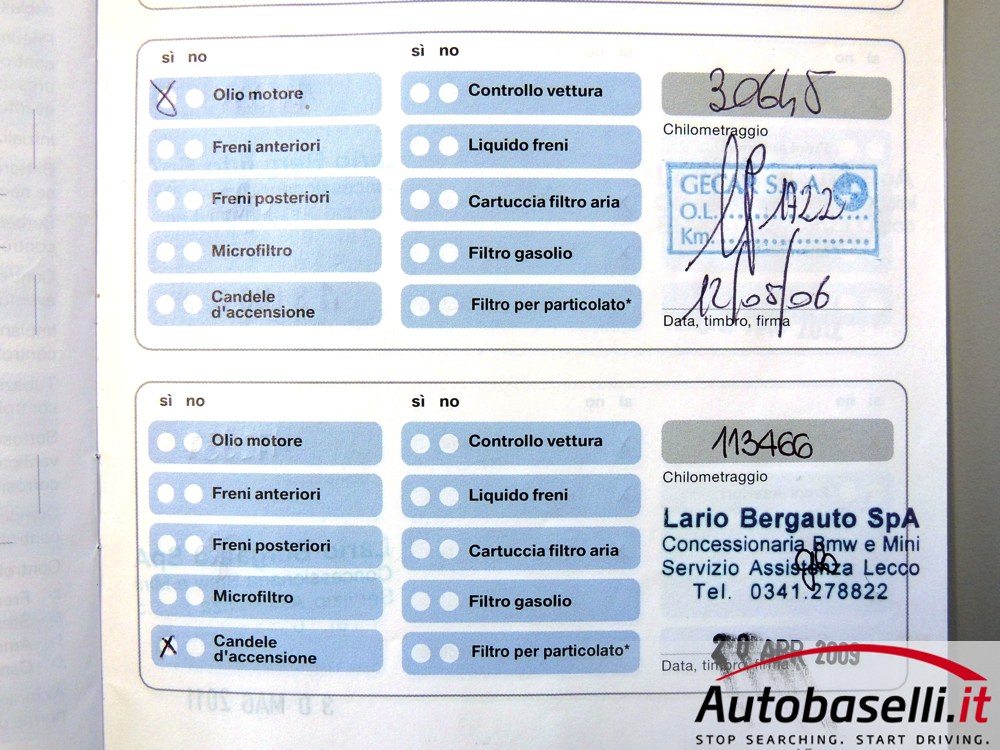 sì no
Olio motore
Freni anteriori
Freni posteriori
Microfiltro
Candele
d'accensione
sì no
Controllo vettura
Liquido freni
Cartuccia filtro aria
Filtro gasolio
Filtro per particolato*
30645
Chilometraggio
GECAR S.P.A.
O.L. 1722
Km.
12/05/06
Data, timbro, firma
sì no
Olio motore
Freni anteriori
Freni posteriori
Microfiltro
Candele
d'accensione
sì no
Controllo vettura
Liquido freni
Cartuccia filtro aria
Filtro gasolio
Filtro per particolato*
113466
Chilometraggio
Lario Bergauto SpA
Concessionaria Bmw e Mini
Servizio Assistenza Lecco
Tel. 0341.278822
APR 2009
Data, timbro, firma
Autobaselli.it
STOP SEARCHING. START DRIVING.